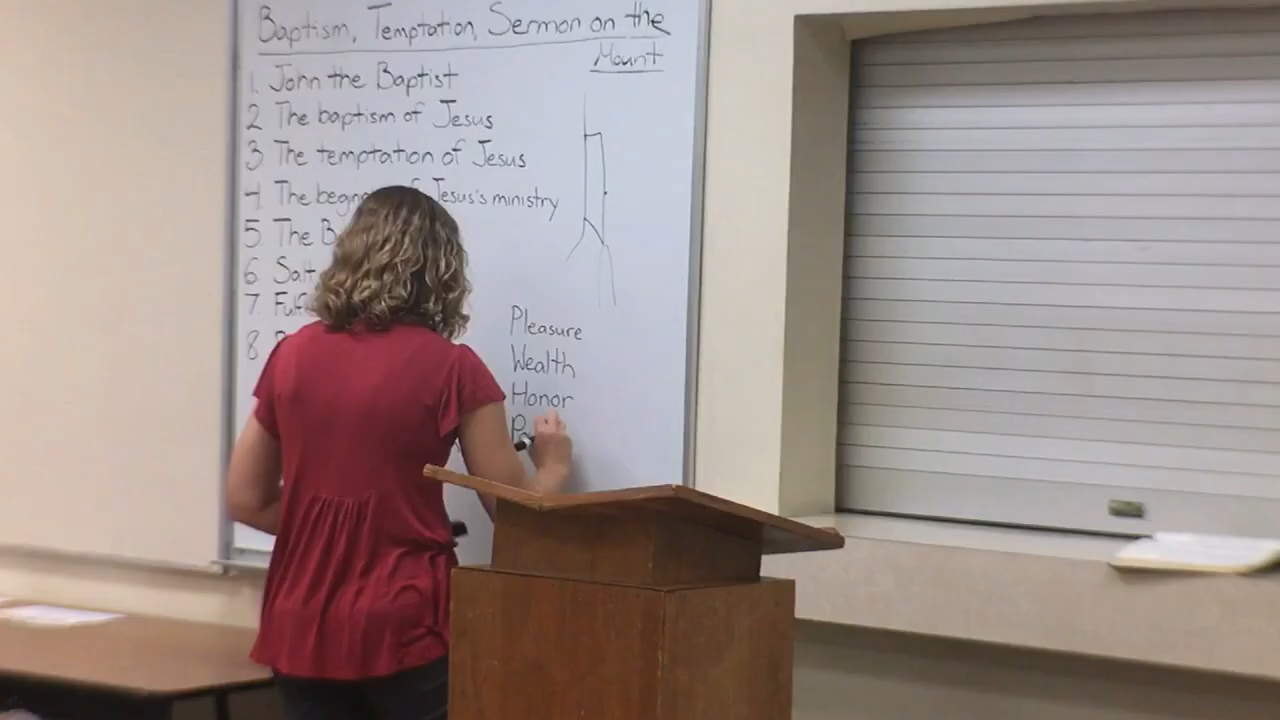 Baptism, Temptation, Sermon on the
Mount
1. John the Baptist
2 The baptism of Jesus
3 The temptation of Jesus
4. The Jesus's ministry
5 The
6 Salt
7
8
Pleasure
Wealth
Honor